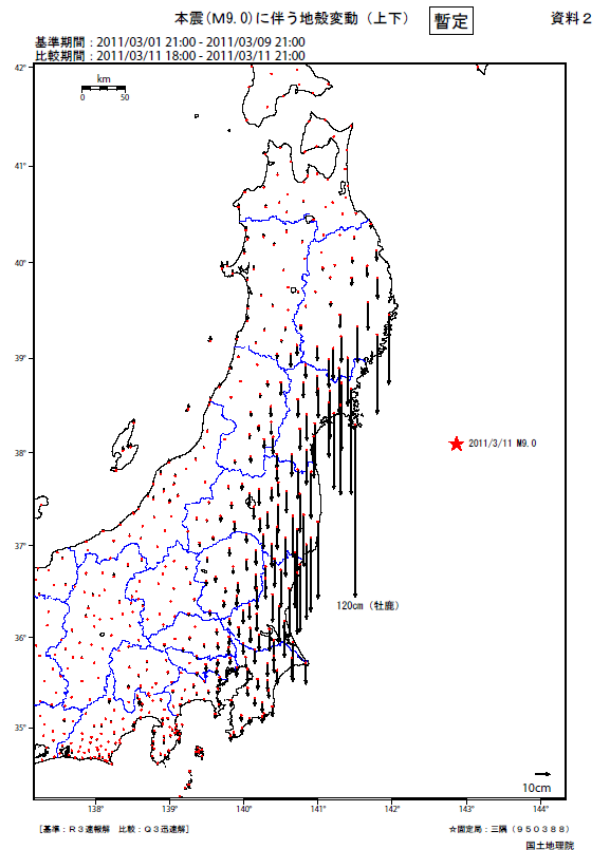 本震(M9.0)に伴う地殻変動(上下) 暫定 資料2
基準期間:2011/03/01 21:00 - 2011/03/09 21:00
比較期間:2011/03/11 18:00 - 2011/03/11 21:00
km
0 50
42°
41°
40°
39°
38°
37°
36°
35°
2011/3/11 M9.0
120cm(牡鹿)
10cm
138° 139° 140° 141° 142° 143° 144°
[基準:R3速報解 比較:Q3迅速解] ☆固定局:三隅(950388)
国土地理院